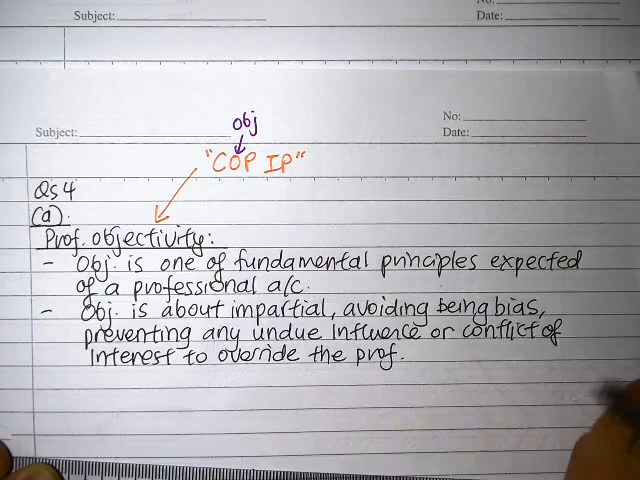 No:
Subject:
Date:
obj
No:
Subject:
Date:
"COP IP"
Qs 4
(a).
Prof. objectivity:
- Obj. is one of fundamental principles expected
of a professional a/c.
- Obj. is about impartial, avoiding being bias,
preventing any undue influence or conflict of
interest to override the prof.